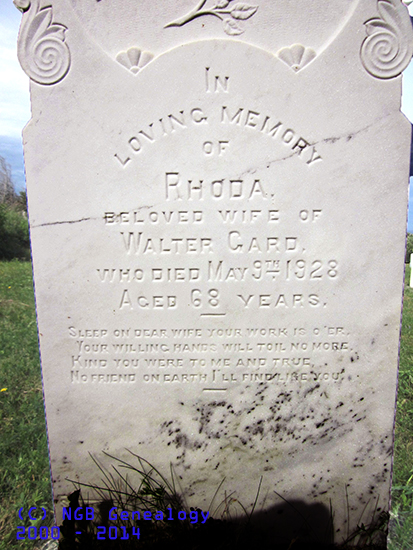 In
Loving Memory
of
Rhoda.
Beloved wife of
Walter Gard.
who died May 9th 1928
Aged 68 years.
Sleep on dear wife your work is o'er,
Your willing hands will toil no more,
Kind you were to me and true,
No friend on earth I'll find like you.
(C) NGB Genealogy
2000 - 2014